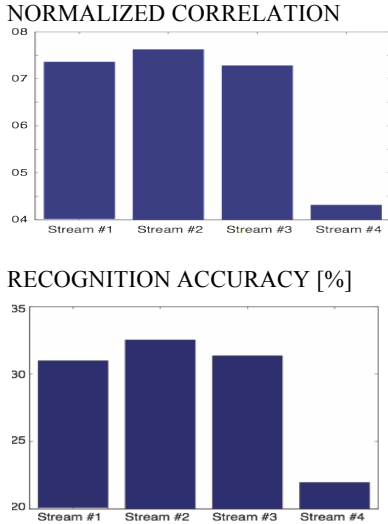 NORMALIZED CORRELATION
08
07
06
05
04
Stream #1 Stream #2 Stream #3 Stream #4
RECOGNITION ACCURACY [%]
35
30
25
20
Stream #1 Stream #2 Stream #3 Stream #4